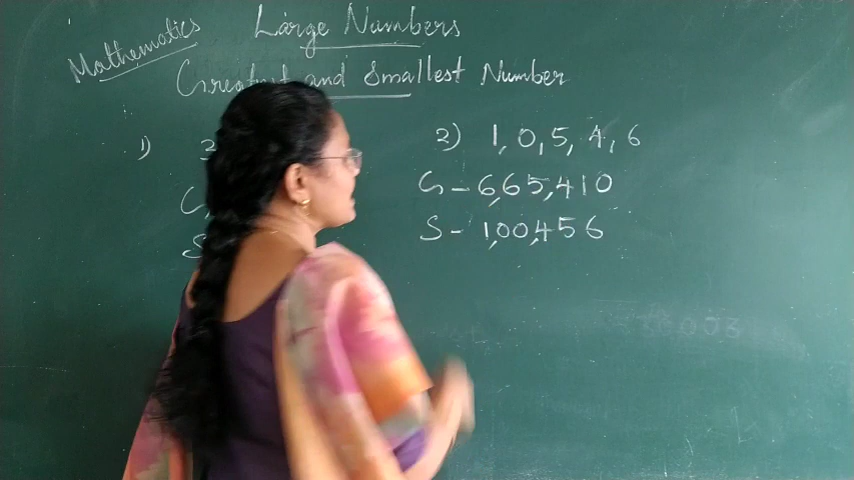 Mathematics
Large Numbers
Greatest and Smallest Number
1) 3
G
S
2) 1, 0, 5, 4, 6
G - 6,65,410
S - 1,00,456